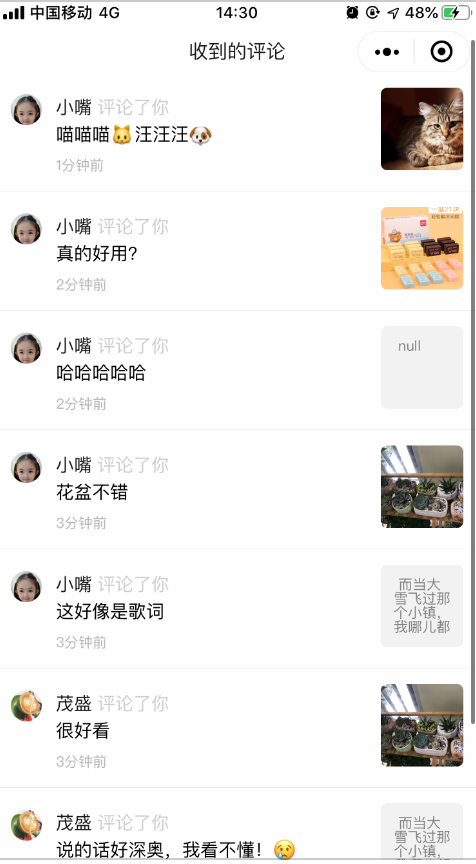 中国移动 4G 14:30 48%
收到的评论
小嘴 评论了你
喵喵喵🐱汪汪汪🐶
1分钟前
小嘴 评论了你
真的好用?
2分钟前
小嘴 评论了你
哈哈哈哈哈
2分钟前
null
小嘴 评论了你
花盆不错
3分钟前
小嘴 评论了你
这好像是歌词
3分钟前
而当大
雪飞过那
个小镇，
我哪儿都
茂盛 评论了你
很好看
3分钟前
茂盛 评论了你
说的话好深奥，我看不懂！😢
而当大
雪飞过那
个小镇，
我哪儿都